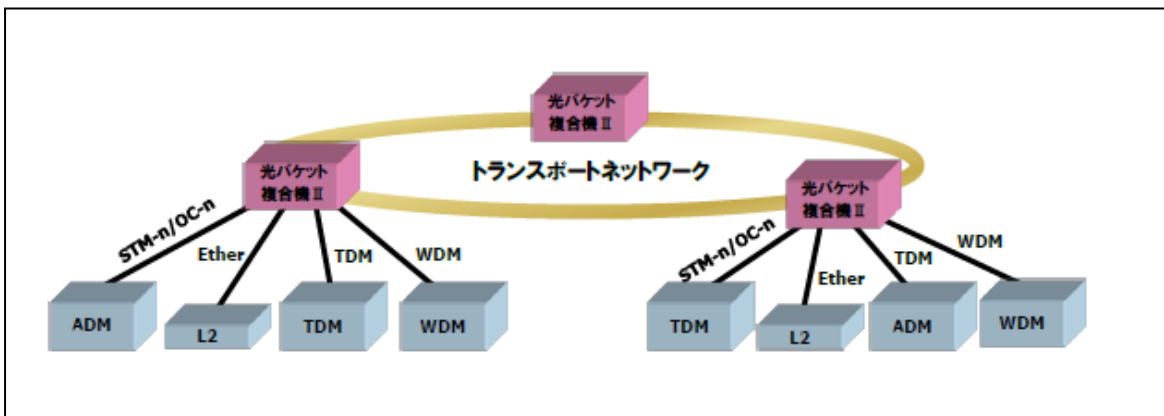 光パケット
複合機Ⅱ
トランスポートネットワーク
光パケット
複合機Ⅱ
光パケット
複合機Ⅱ
STM-n/OC-n
Ether
TDM
WDM
STM-n/OC-n
Ether
TDM
WDM
ADM
L2
TDM
WDM
TDM
L2
ADM
WDM